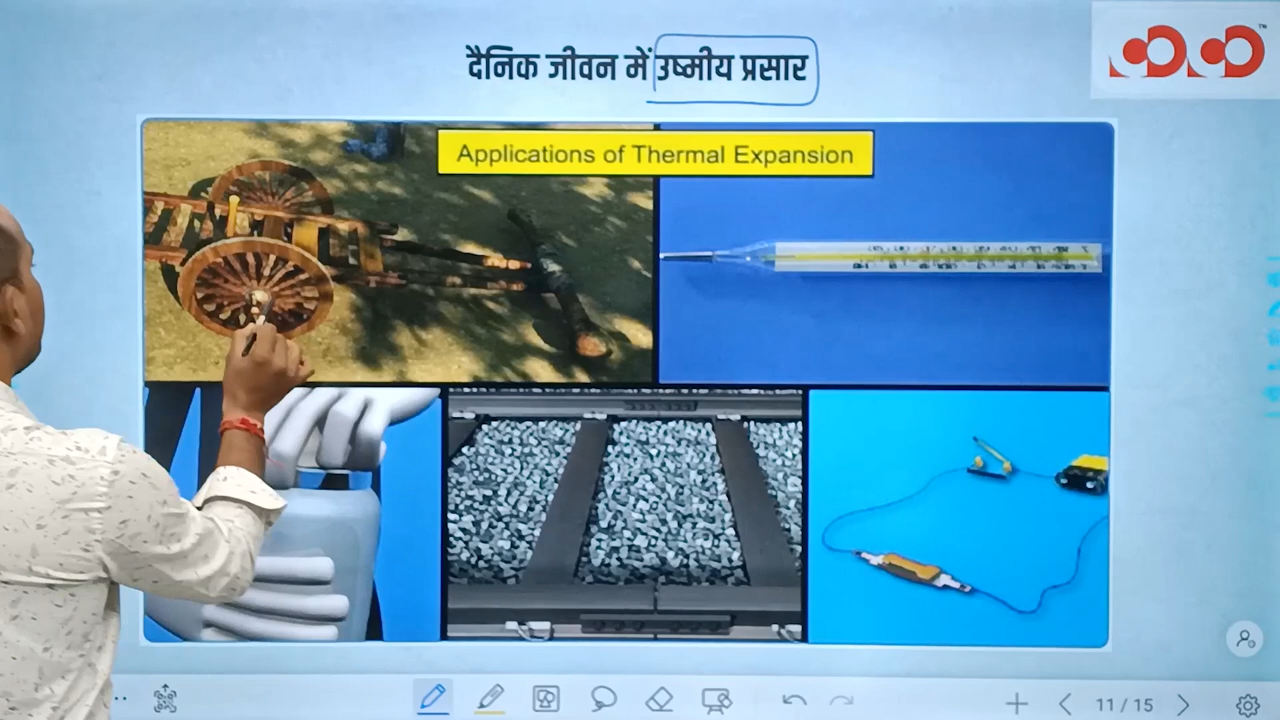 दैनिक जीवन में उष्मीय प्रसार
Applications of Thermal Expansion
11 / 15